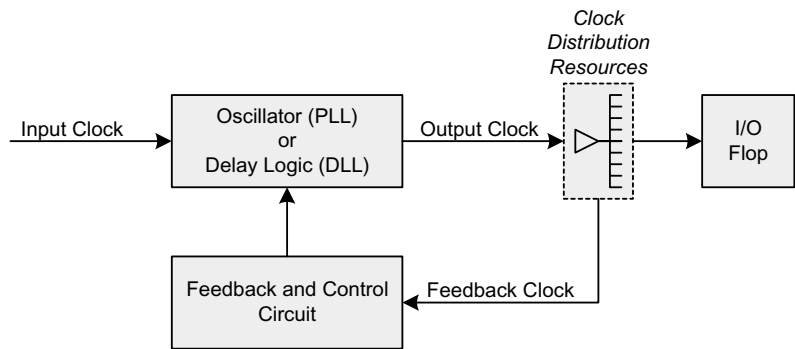 Clock
Distribution
Resources
Input Clock
Oscillator (PLL)
or
Delay Logic (DLL)
Output Clock
I/O
Flop
Feedback and Control
Circuit
Feedback Clock